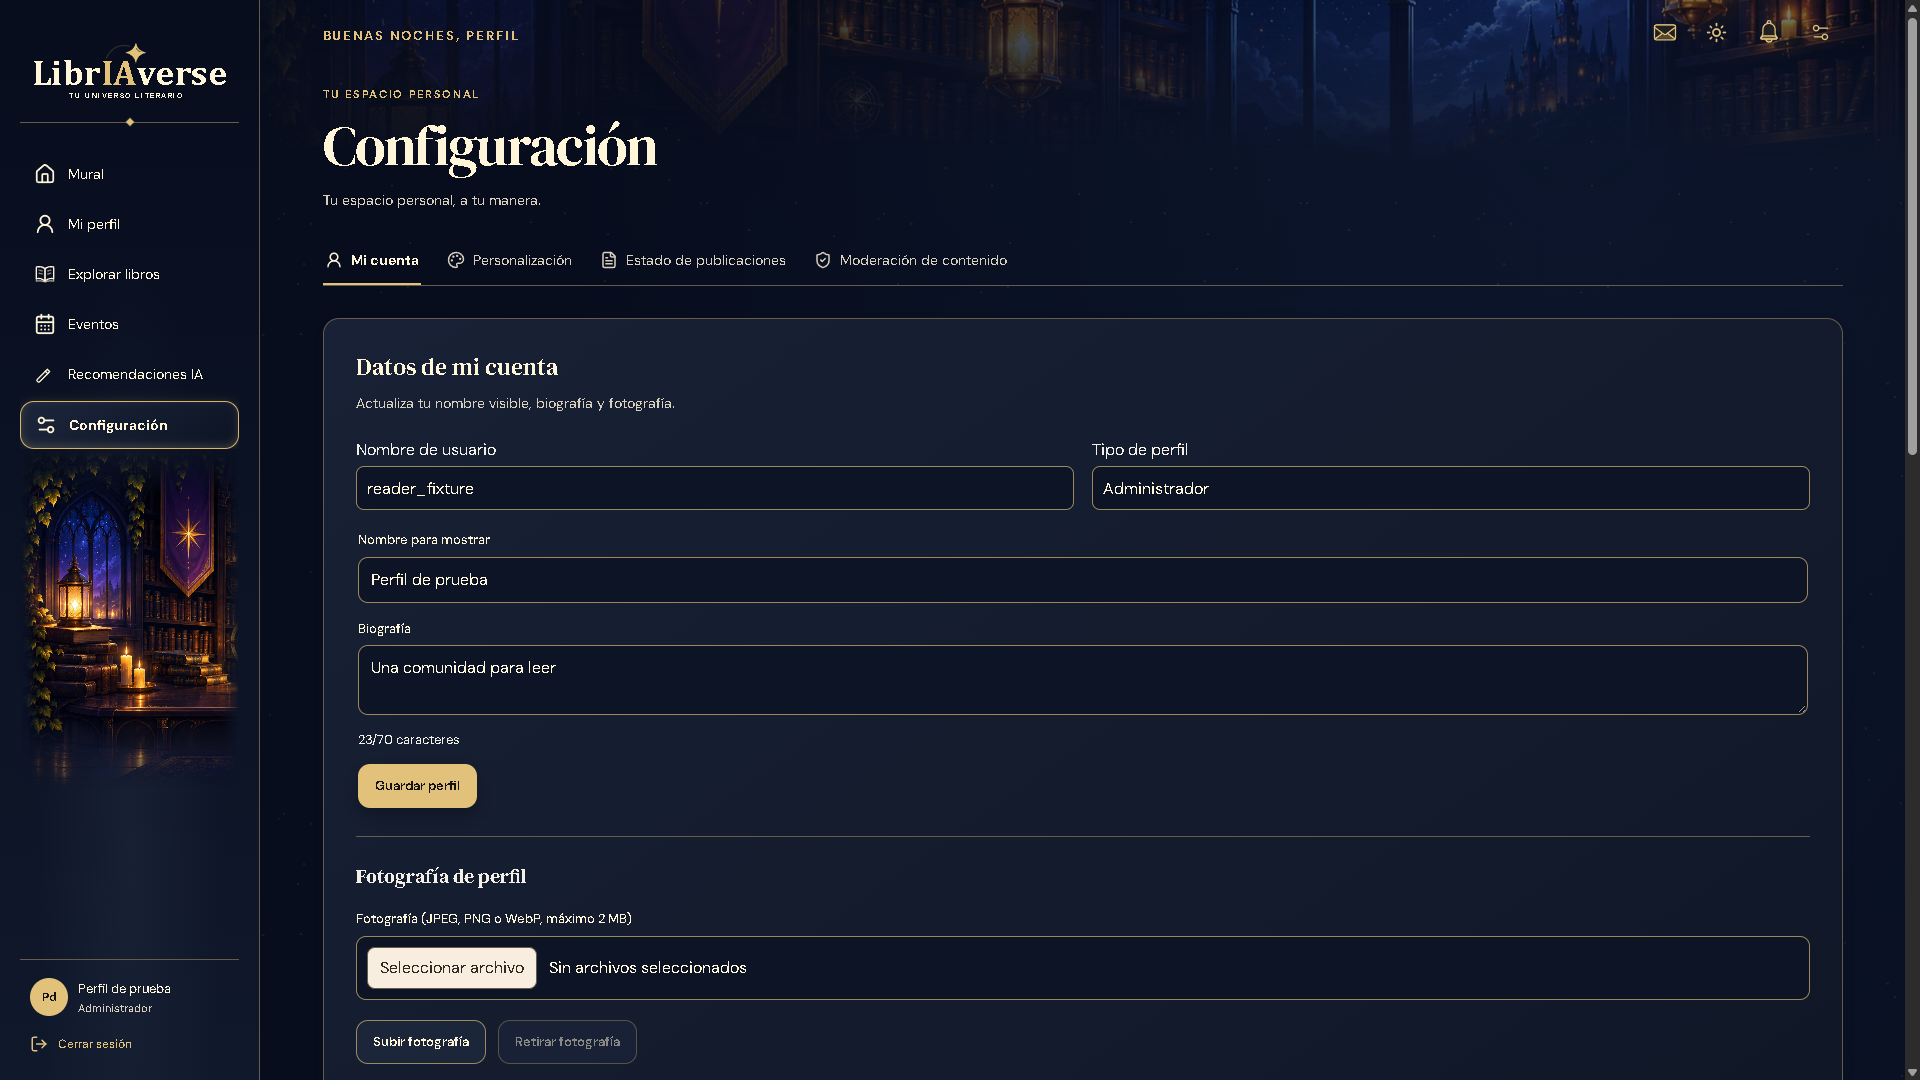 LibrIAverse
TU UNIVERSO LITERARIO
Mural
Mi perfil
Explorar libros
Eventos
Recomendaciones IA
Configuración
Pd
Perfil de prueba
Administrador
Cerrar sesión
BUENAS NOCHES, PERFIL
TU ESPACIO PERSONAL
Configuración
Tu espacio personal, a tu manera.
Mi cuenta
Personalización
Estado de publicaciones
Moderación de contenido
Datos de mi cuenta
Actualiza tu nombre visible, biografía y fotografía.
Nombre de usuario
Tipo de perfil
reader_fixture
Administrador
Nombre para mostrar
Perfil de prueba
Biografía
Una comunidad para leer
23/70 caracteres
Guardar perfil
Fotografía de perfil
Fotografía (JPEG, PNG o WebP, máximo 2 MB)
Seleccionar archivo
Sin archivos seleccionados
Subir fotografía
Retirar fotografía